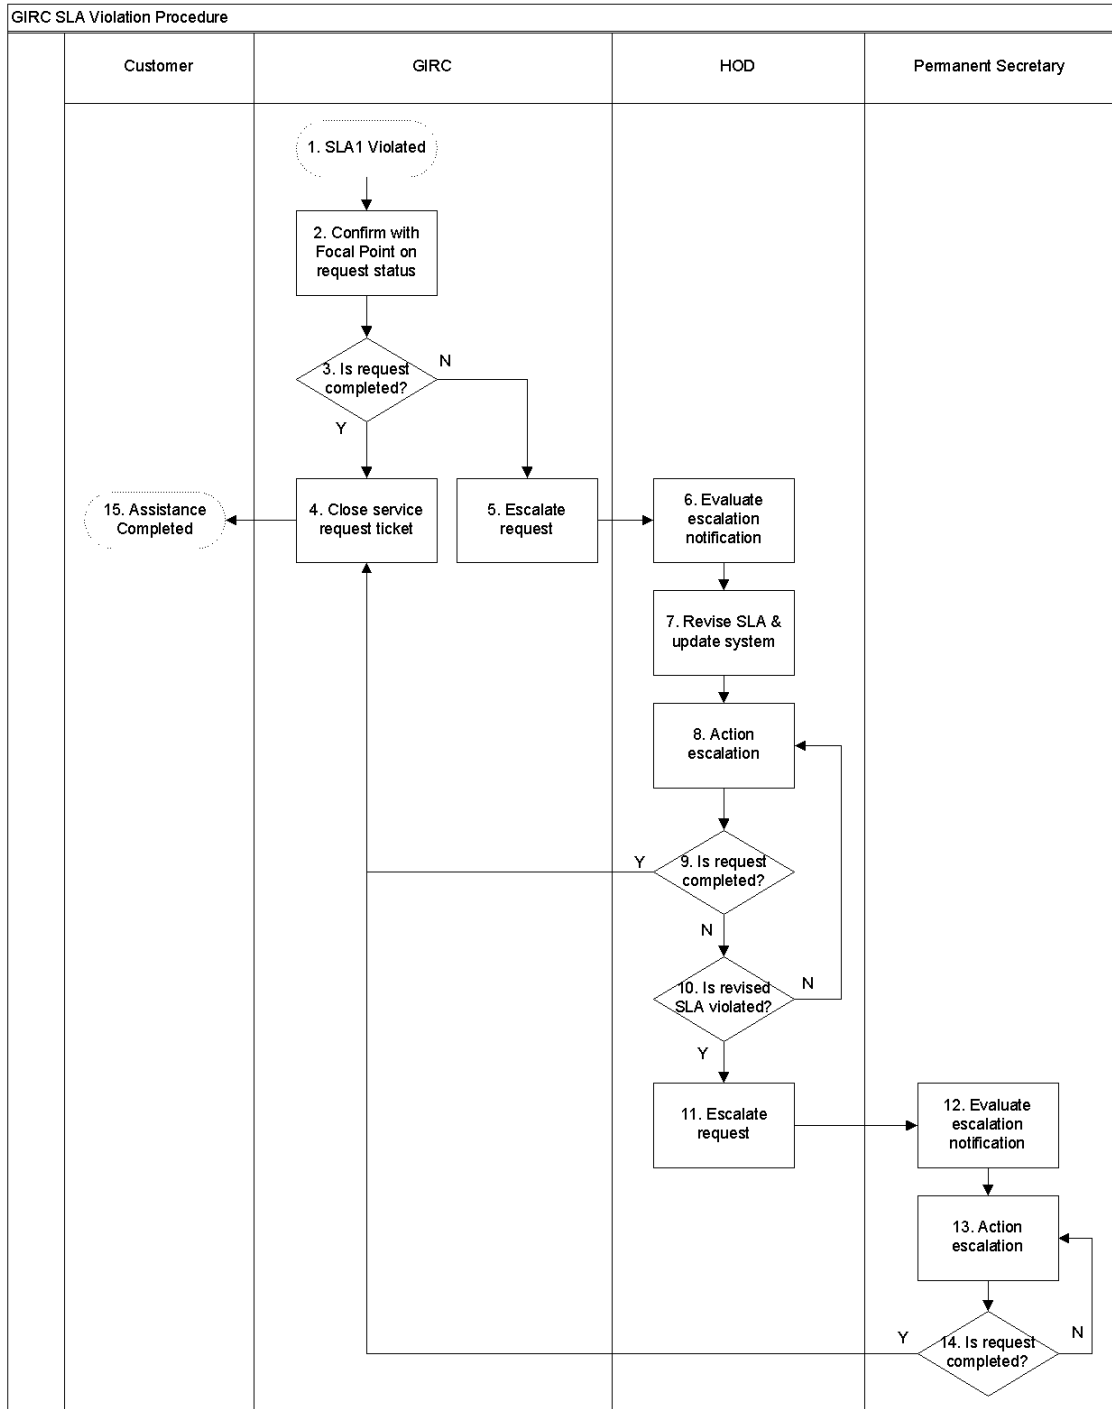 GIRC SLA Violation Procedure
Customer
GIRC
HOD
Permanent Secretary
1. SLA1 Violated
2. Confirm with
Focal Point on
request status
3. Is request
completed?
N
Y
15. Assistance
Completed
4. Close service
request ticket
5. Escalate
request
6. Evaluate
escalation
notification
7. Revise SLA &
update system
8. Action
escalation
9. Is request
completed?
Y
N
10. Is revised
SLA violated?
N
Y
11. Escalate
request
12. Evaluate
escalation
notification
13. Action
escalation
14. Is request
completed?
Y
N